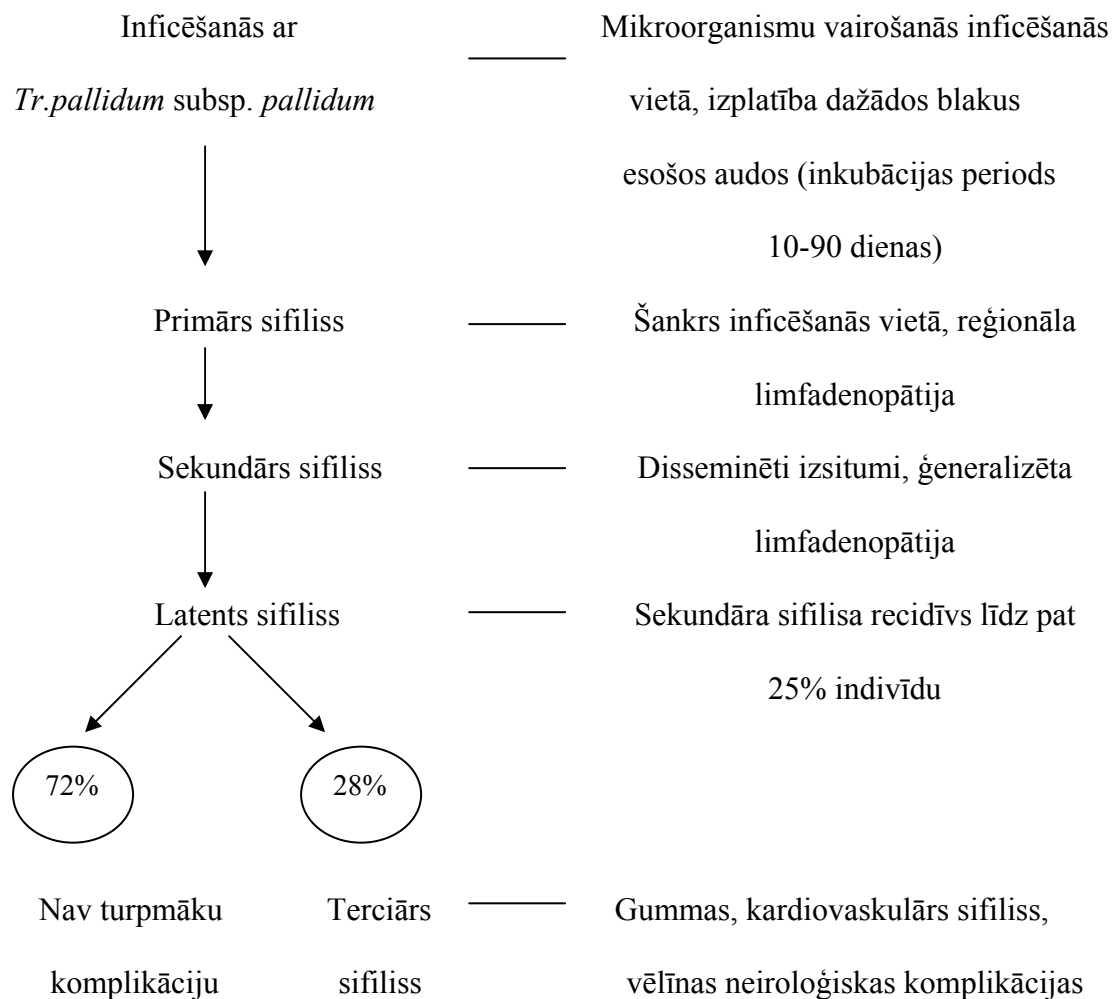 Inficēšanās ar
Tr.pallidum subsp. pallidum
Mikroorganismu vairošanās inficēšanās
vietā, izplatība dažādos blakus
esošos audos (inkubācijas periods
10-90 dienas)
Primārs sifiliss
Šankrs inficēšanās vietā, reģionāla
limfadenopātija
Sekundārs sifiliss
Disseminēti izsitumi, ģeneralizēta
limfadenopātija
Latents sifiliss
Sekundāra sifilisa recidīvs līdz pat
25% indivīdu
72%
28%
Nav turpmāku
komplikāciju
Terciārs
sifiliss
Gummas, kardiovaskulārs sifiliss,
vēlīnas neiroloģiskas komplikācijas